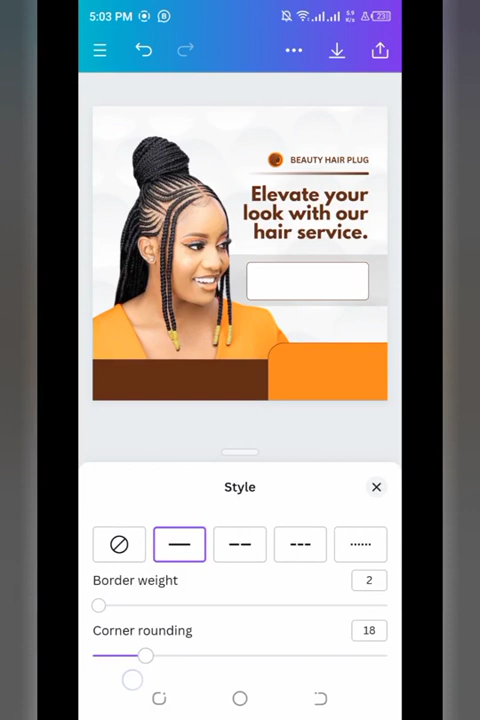 5:03 PM
BEAUTY HAIR PLUG
Elevate your
look with our
hair service.
Style
Border weight
2
Corner rounding
18